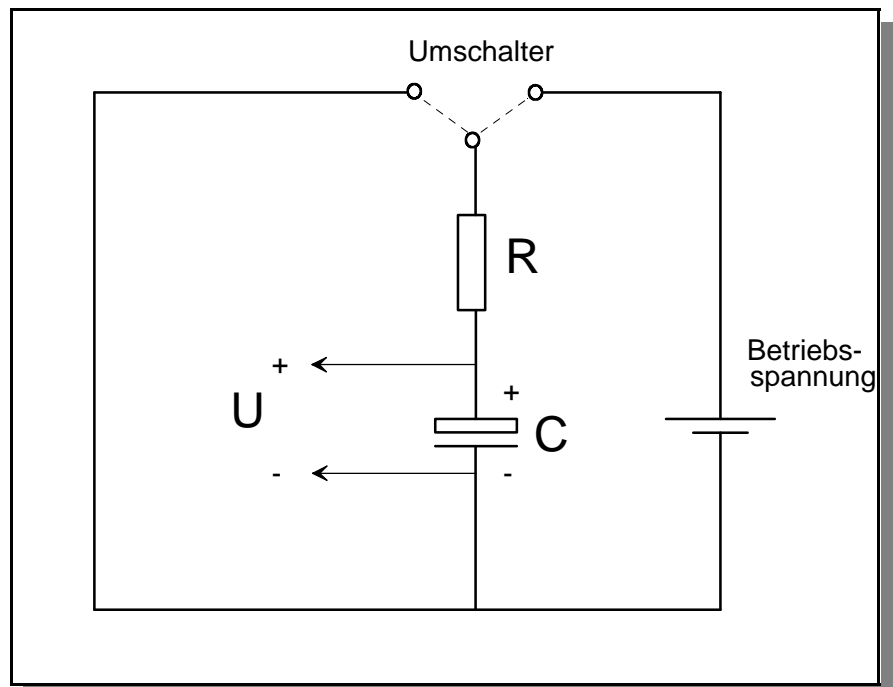 Umschalter
R
Betriebs-
spannung
+
+
U
C
-
-